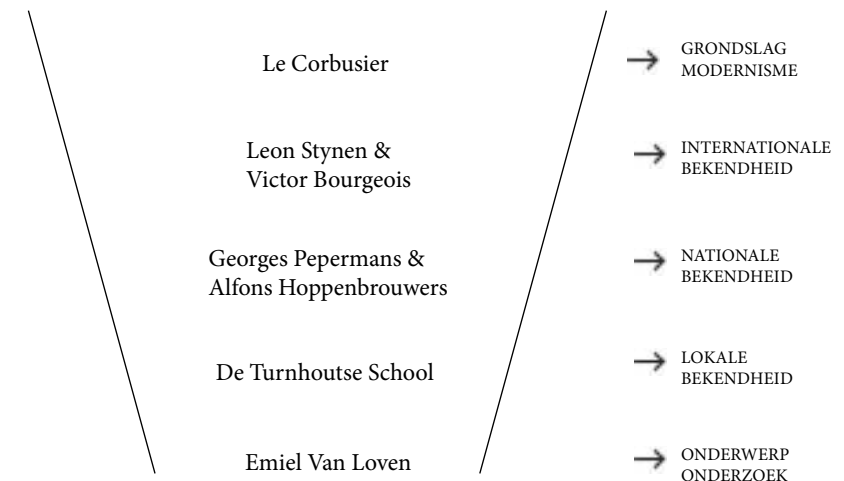 Le Corbusier
GRONDSLAG
MODERNISME
Leon Stynen &
Victor Bourgeois
INTERNATIONALE
BEKENDHEID
Georges Pepermans &
Alfons Hoppenbrouwers
NATIONALE
BEKENDHEID
De Turnhoutse School
LOKALE
BEKENDHEID
Emiel Van Loven
ONDERWERP
ONDERZOEK